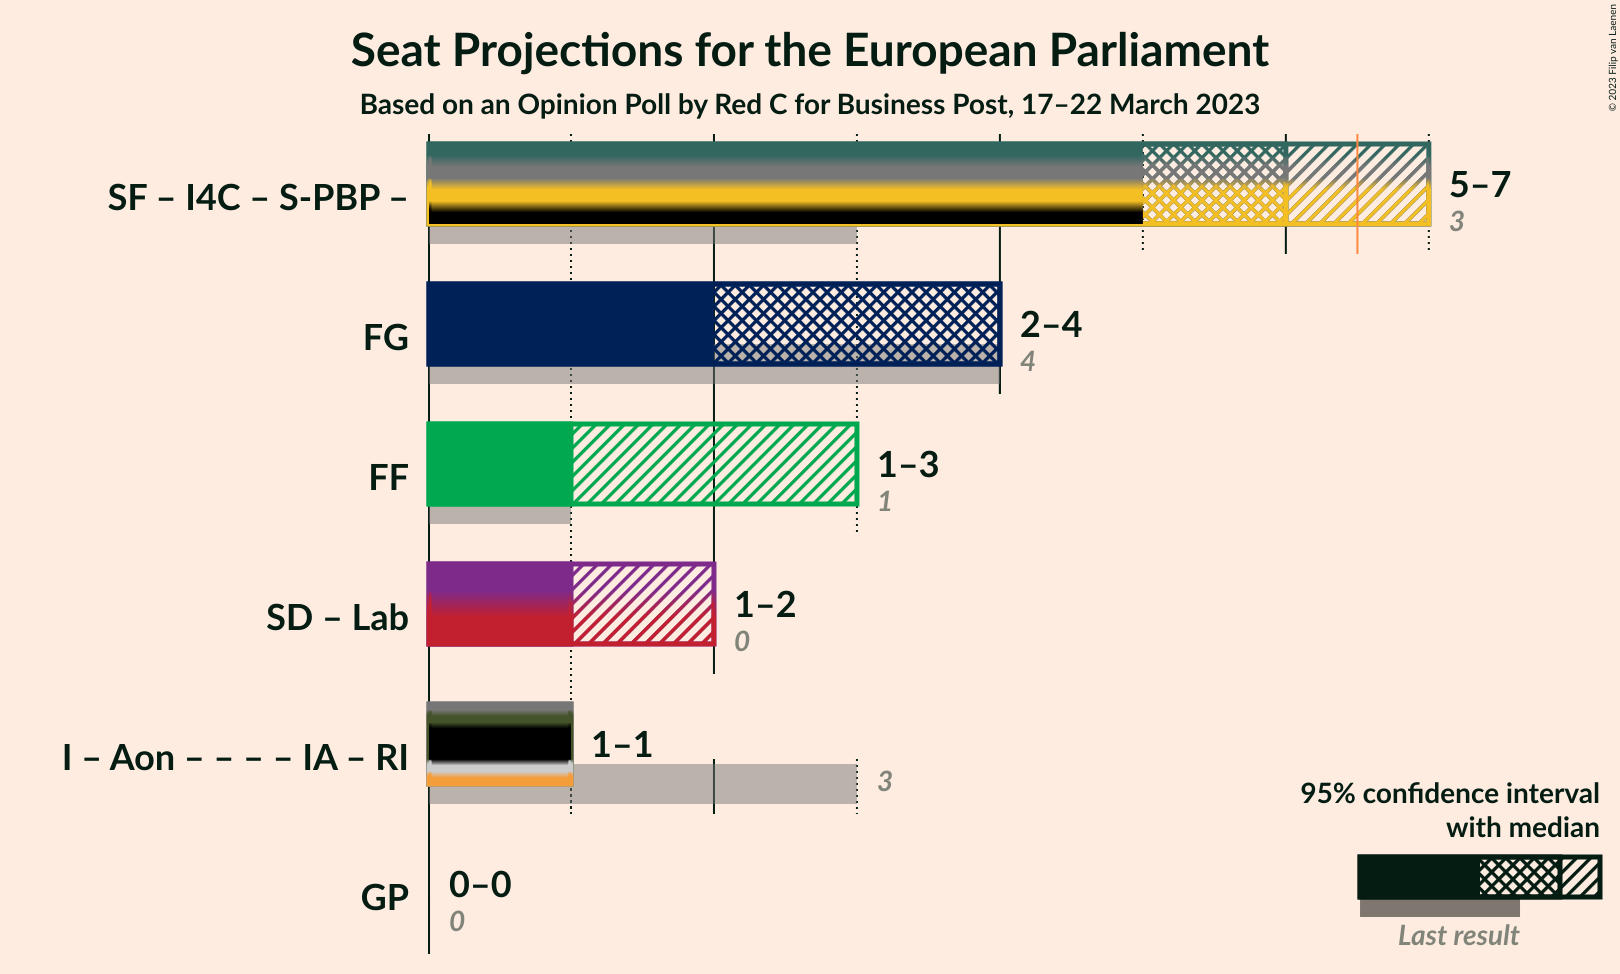 Seat Projections for the European Parliament
Based on an Opinion Poll by Red C for Business Post, 17–22 March 2023
© 2023 Filip van Laenen
SF – I4C – S-PBP –
5–7
3
FG
2–4
4
FF
1–3
1
SD – Lab
1–2
0
I – Aon – – – – IA – RI
1–1
3
GP
0–0
0
95% confidence interval
with median
Last result